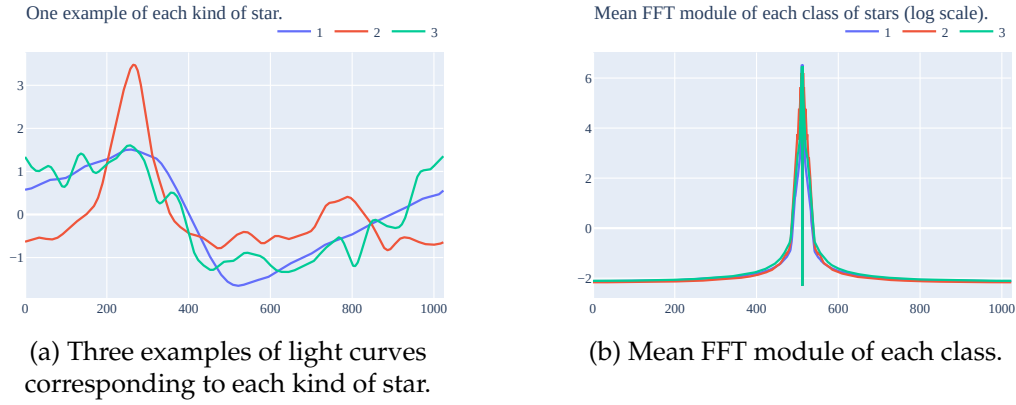 One example of each kind of star.
1 2 3
3
2
1
0
−1
0 200 400 600 800 1000
(a) Three examples of light curves
corresponding to each kind of star.
Mean FFT module of each class of stars (log scale).
1 2 3
6
4
2
0
−2
0 200 400 600 800 1000
(b) Mean FFT module of each class.